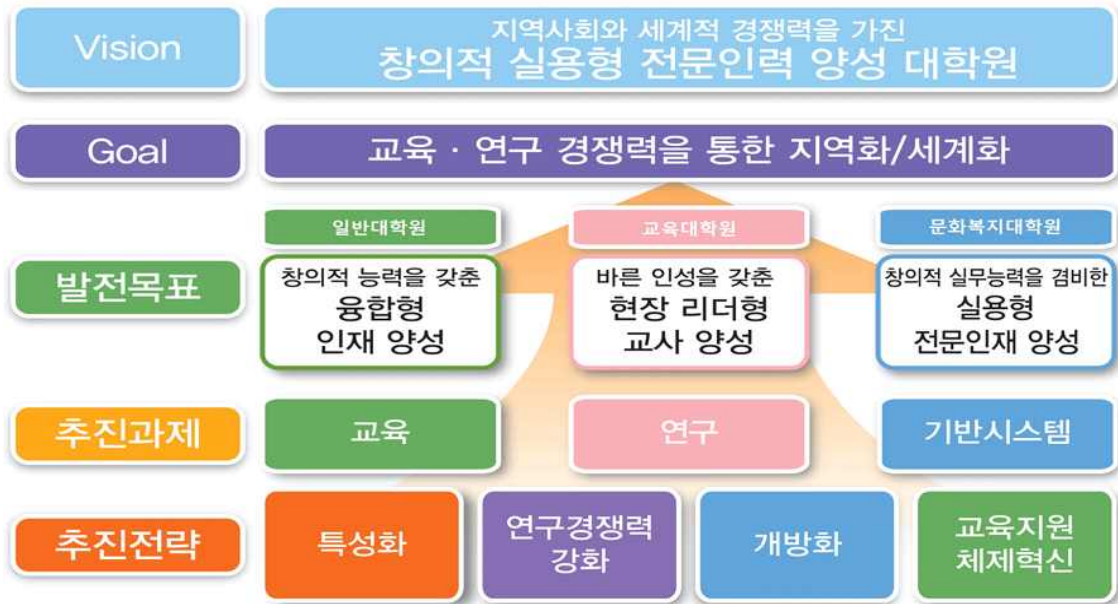 Vision
지역사회와 세계적 경쟁력을 가진
창의적 실용형 전문인력 양성 대학원
Goal
교육 · 연구 경쟁력을 통한 지역화/세계화
발전목표
일반대학원
창의적 능력을 갖춘
융합형
인재 양성
교육대학원
바른 인성을 갖춘
현장 리더형
교사 양성
문화복지대학원
창의적 실무능력을 겸비한
실용형
전문인재 양성
추진과제
교육
연구
기반시스템
추진전략
특성화
연구경쟁력
강화
개방화
교육지원
체제혁신